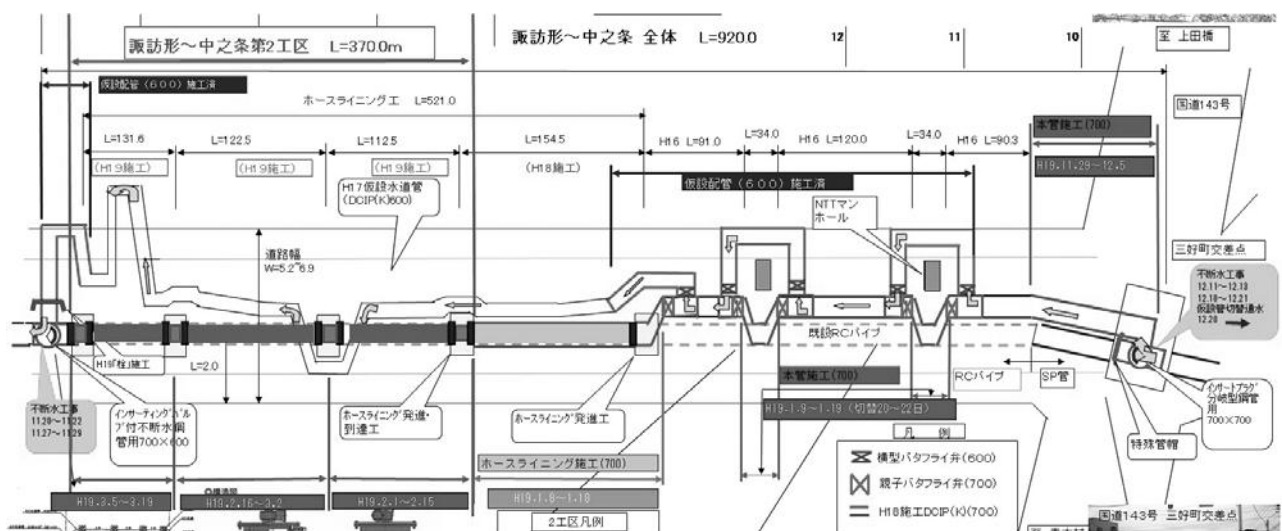 諏訪形～中之条第2工区 L=370.0m
諏訪形～中之条 全体 L=920.0
12
11
10
至 上田橋
仮設配管（600）施工済
ホースライニング工 L=521.0
国道143号
本管施工(700)
L=131.6
L=122.5
L=112.5
L=154.5
H16 L=91.0
L=34.0
H16 L=120.0
L=34.0
H16 L=90.3
(H19施工)
(H19施工)
(H19施工)
(H18施工)
H19.11.29～12.5
仮設配管（600）施工済
H17仮設水道管
(DCIP(K)600)
NTTマン
ホール
道路幅
W=5.2~6.9
三好町交差点
不断水工事
12.11～12.13
12.18～12.21
仮設管切替通水
12.20
既設RCパイプ
H18「栓」施工
L=2.0
本管施工(700)
RCパイプ
SP管
不断水工事
11.20～11.22
11.27～11.29
インサーティングバル
ブ付不断水鋼
管用700×600
ホースライニング発進・
到達工
ホースライニング発進工
H19.1.9～1.19（切替20～22日）
インサートプラグ
分岐型鋼管
用
700×700
特殊管帽
凡 例
横型バタフライ弁(600)
親子バタフライ弁(700)
H18施工DCIP(K)(700)
ホースライニング施工(700)
H19.3.5～3.19
H19.2.16～3.2
H19.2.1～2.15
H19.1.8～1.18
2工区凡例
国道143号 三好町交差点